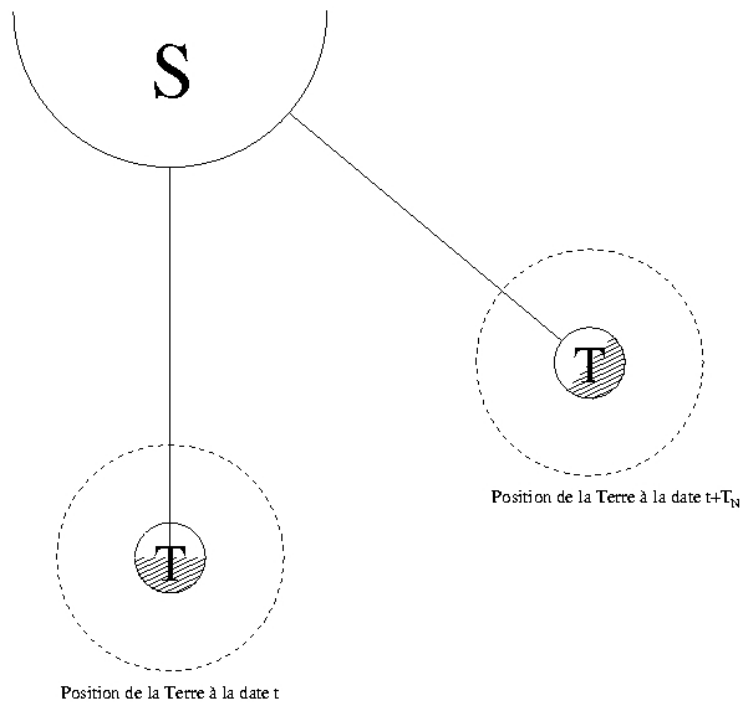 S
T
Position de la Terre à la date t+T_N
T
Position de la Terre à la date t